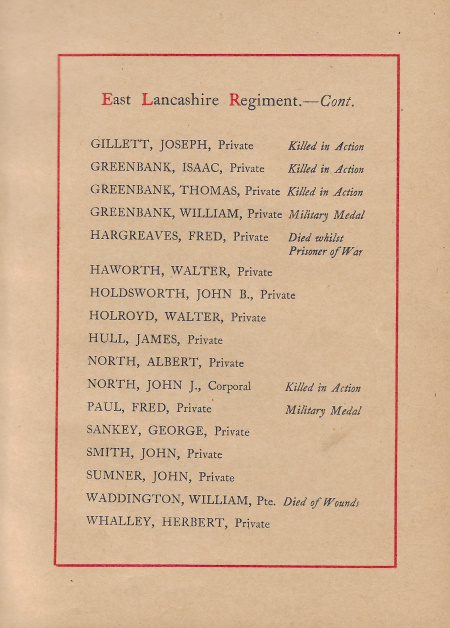 East Lancashire Regiment.—Cont.
GILLETT, JOSEPH, Private Killed in Action
GREENBANK, ISAAC, Private Killed in Action
GREENBANK, THOMAS, Private Killed in Action
GREENBANK, WILLIAM, Private Military Medal
HARGREAVES, FRED, Private Died whilst
Prisoner of War
HAWORTH, WALTER, Private
HOLDSWORTH, JOHN B., Private
HOLROYD, WALTER, Private
HULL, JAMES, Private
NORTH, ALBERT, Private
NORTH, JOHN J., Corporal Killed in Action
PAUL, FRED, Private Military Medal
SANKEY, GEORGE, Private
SMITH, JOHN, Private
SUMNER, JOHN, Private
WADDINGTON, WILLIAM, Pte. Died of Wounds
WHALLEY, HERBERT, Private